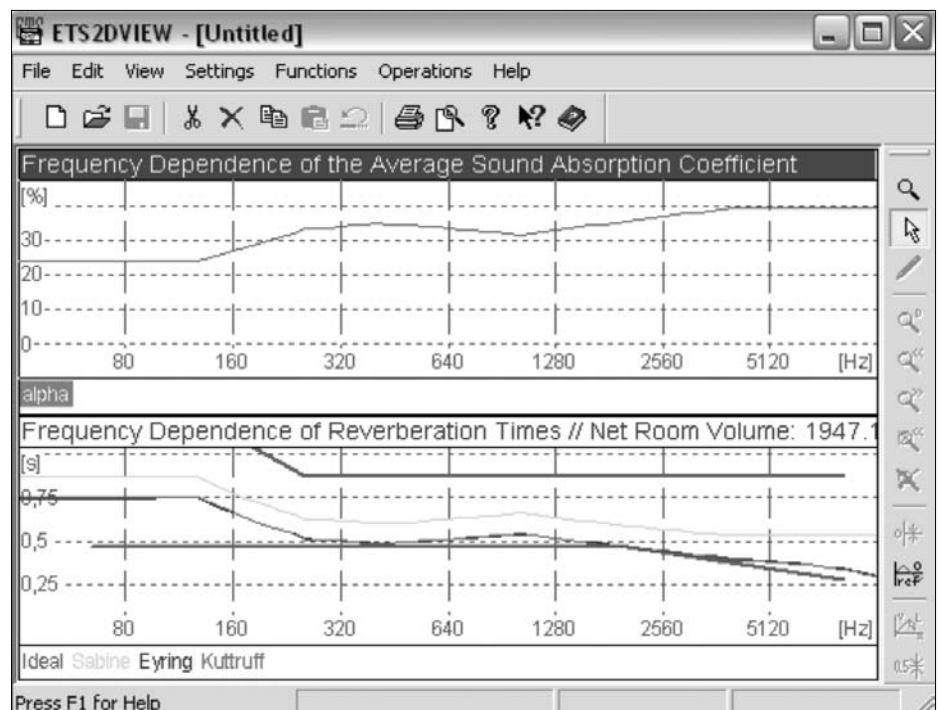 ETS2DVIEW - [Untitled]
File Edit View Settings Functions Operations Help
Frequency Dependence of the Average Sound Absorption Coefficient
[%]
30
20
10
0
80 160 320 640 1280 2560 5120 [Hz]
alpha
Frequency Dependence of Reverberation Times // Net Room Volume: 1947.1
[s]
0,75
0,5
0,25
80 160 320 640 1280 2560 5120 [Hz]
Ideal Sabine Eyring Kuttruff
Press F1 for Help